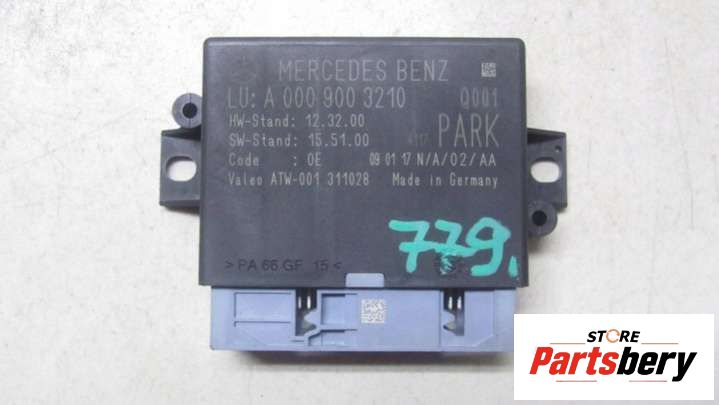 MERCEDES BENZ
LU: A 000 900 3210 Q001
HW-Stand: 12.32.00
SW-Stand: 15.51.00 PARK
Code : 0E 09 01 17 N/A/02/AA
Valeo ATW-001 311028 Made in Germany
779.
> PA 66 GF 15 <
STORE
Partsbery